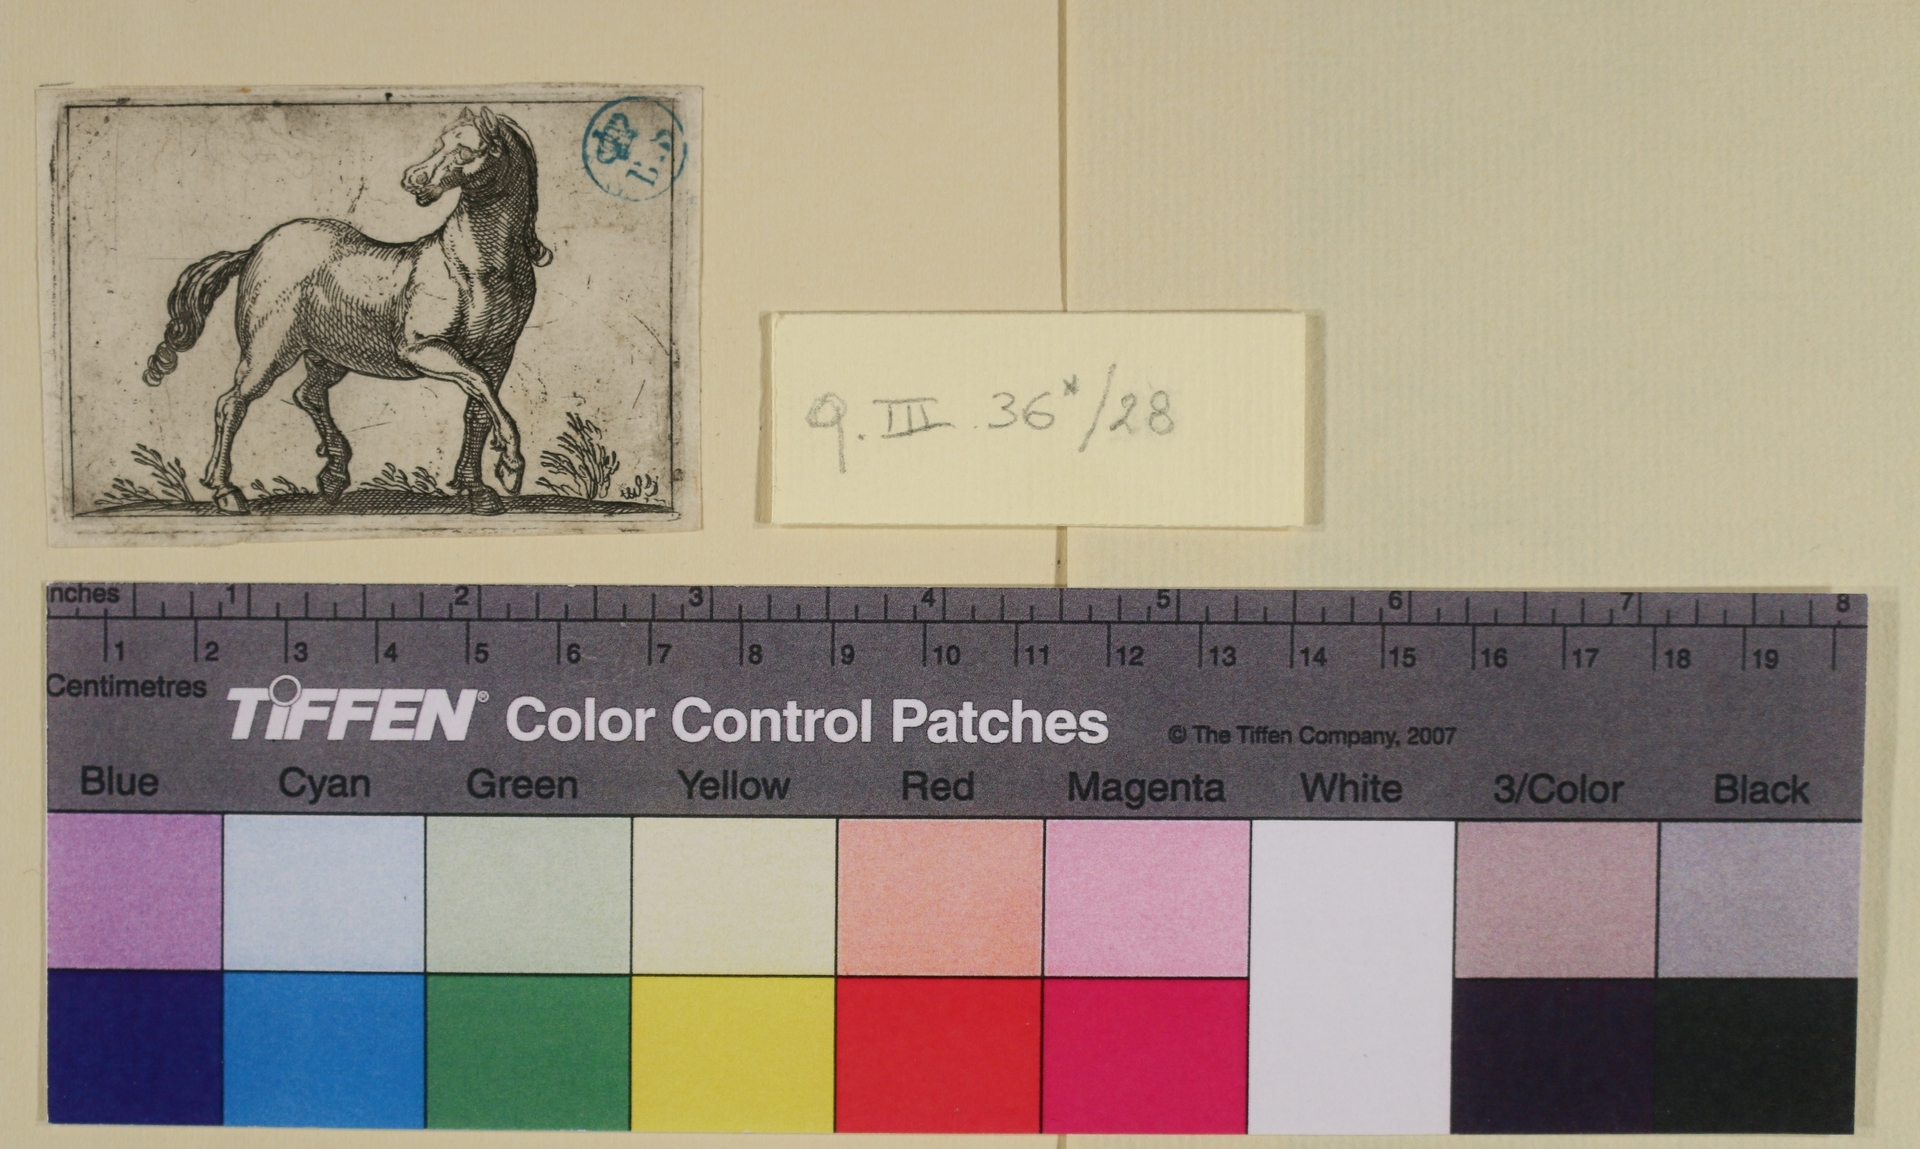 q. III. 36*/28
inches 1 2 3 4 5 6 7 8
1 2 3 4 5 6 7 8 9 10 11 12 13 14 15 16 17 18 19
Centimetres
TIFFEN® Color Control Patches © The Tiffen Company, 2007
Blue Cyan Green Yellow Red Magenta White 3/Color Black